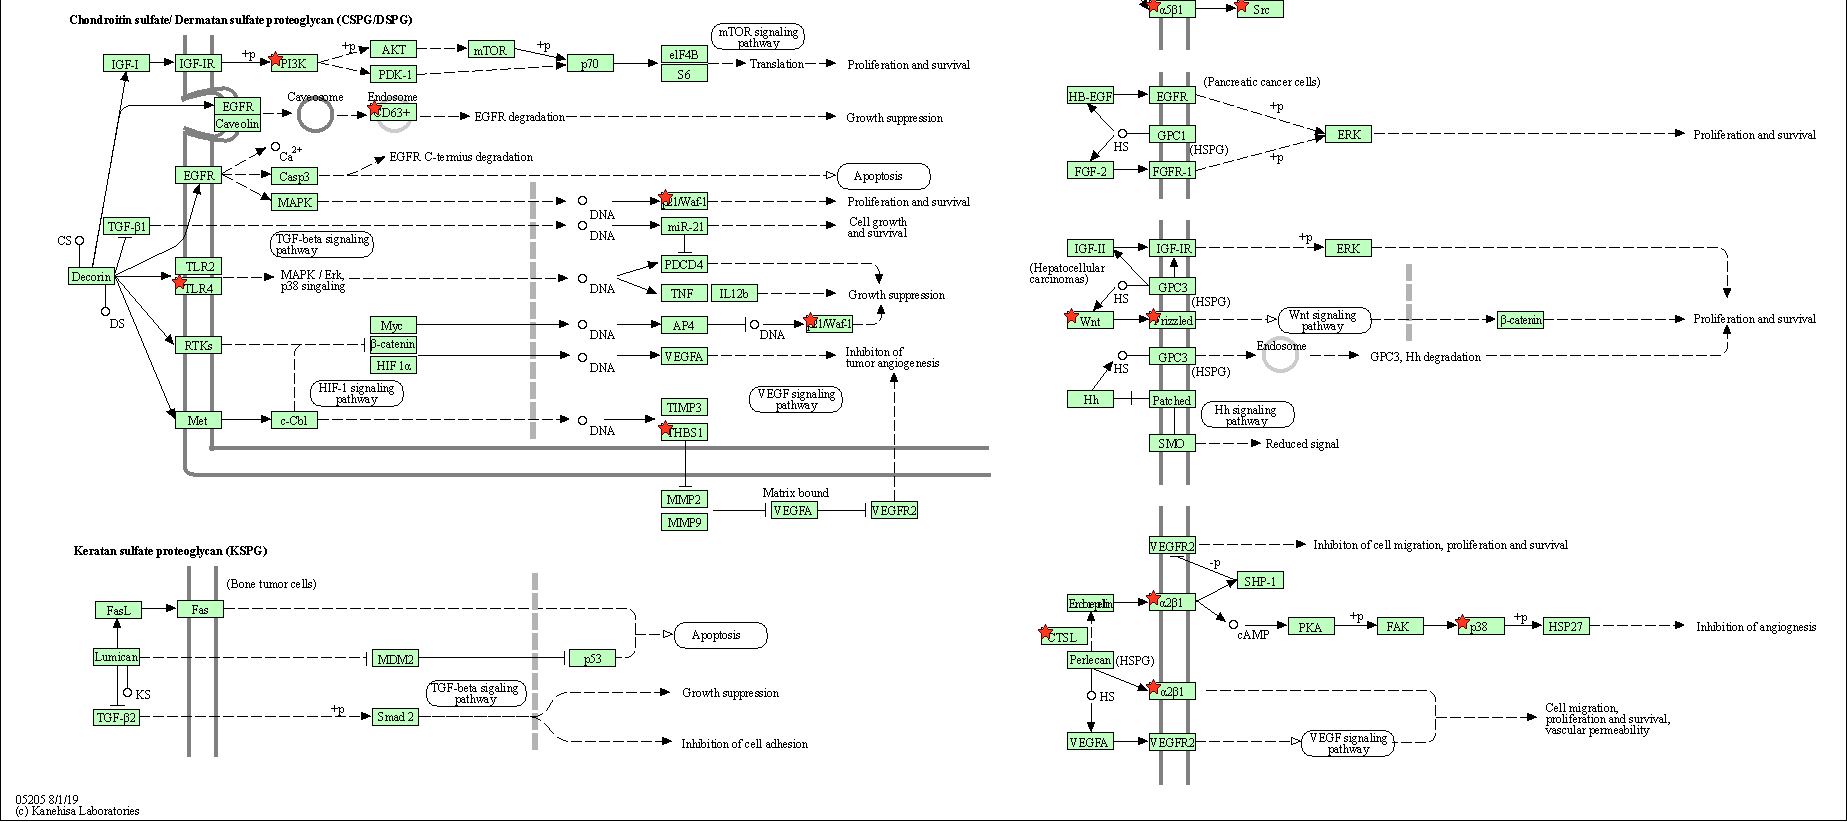 Chondroitin sulfate/ Dermatan sulfate proteoglycan (CSPG/DSPG)
IGF-I
IGF-IR
+p
PI3K
+p
AKT
PDK-1
mTOR
+p
p70
eIF4B
S6
mTOR signaling
pathway
Translation
Proliferation and survival
EGFR
Caveolin
Caveosome
Endosome
CD63+
EGFR degradation
Growth suppression
EGFR
Ca2+
Casp3
MAPK
EGFR C-termius degradation
Apoptosis
DNA
p21/Waf-1
Proliferation and survival
TGF-β1
DNA
miR-21
Cell growth
and survival
TGF-beta signaling
pathway
CS
Decorin
DS
TLR2
TLR4
MAPK / Erk,
p38 singaling
DNA
PDCD4
TNF
IL12b
Growth suppression
RTKs
Myc
β-catenin
HIF 1α
DNA
AP4
DNA
p21/Waf-1
DNA
VEGFA
Inhibiton of
tumor angiogenesis
HIF-1 signaling
pathway
VEGF signaling
pathway
Met
c-Cbl
DNA
TIMP3
THBS1
MMP2
MMP9
Matrix bound
VEGFA
VEGFR2
Keratan sulfate proteoglycan (KSPG)
(Bone tumor cells)
FasL
Fas
Apoptosis
Lumican
MDM2
p53
KS
TGF-β2
+p
Smad 2
TGF-beta sigaling
pathway
Growth suppression
Inhibition of cell adhesion
05205 8/1/19
(c) Kanehisa Laboratories
α5β1
Src
(Pancreatic cancer cells)
HB-EGF
EGFR
+p
HS
GPC1
(HSPG)
ERK
Proliferation and survival
FGF-2
FGFR-1
+p
IGF-II
IGF-IR
+p
ERK
(Hepatocellular
carcinomas)
HS
GPC3
(HSPG)
Wnt
Frizzled
Wnt signaling
pathway
β-catenin
Proliferation and survival
HS
GPC3
(HSPG)
Endosome
GPC3, Hh degradation
Hh
Patched
Hh signaling
pathway
SMO
Reduced signal
VEGFR2
Inhibiton of cell migration, proliferation and survival
-p
SHP-1
Endorepelin
α2β1
cAMP
PKA
+p
FAK
p38
+p
HSP27
Inhibition of angiognesis
CTSL
Perlecan
(HSPG)
HS
α2β1
Cell migration,
proliferation and survival,
vascular permeability
VEGFA
VEGFR2
VEGF signaling
pathway